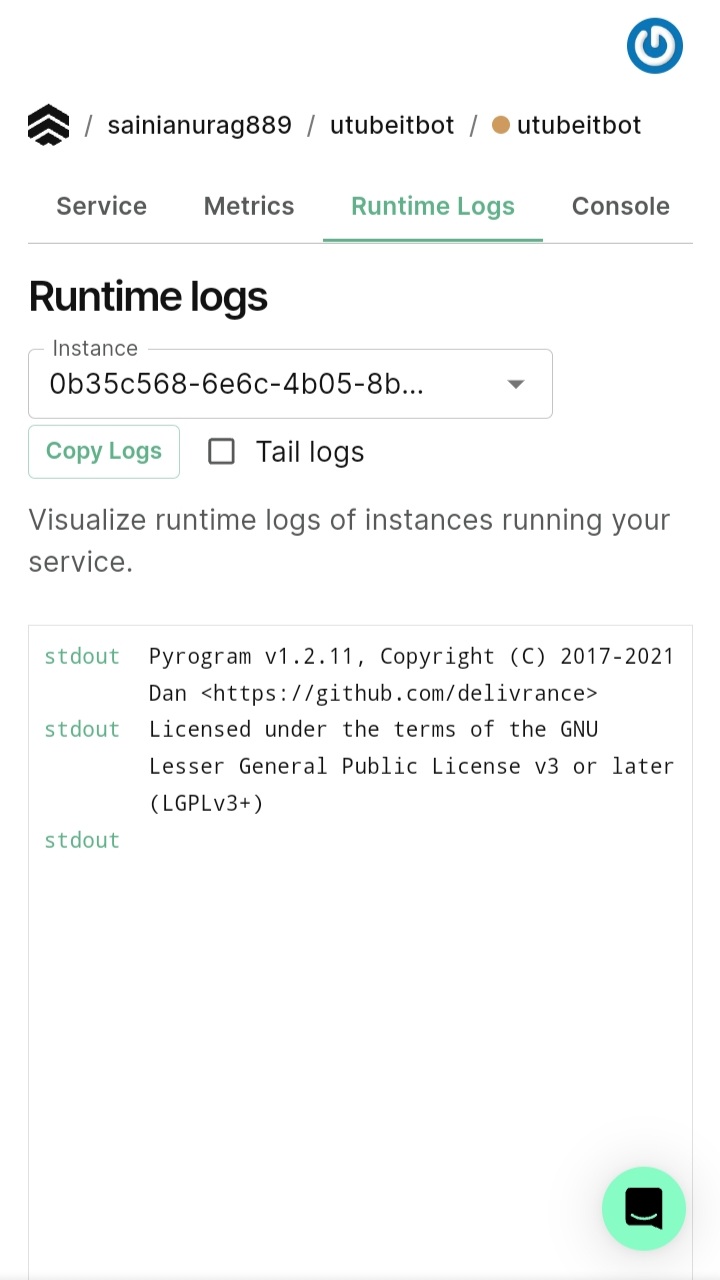 / sainianurag889 / utubeitbot / utubeitbot
Service Metrics Runtime Logs Console
Runtime logs
Instance
0b35c568-6e6c-4b05-8b...
Copy Logs Tail logs
Visualize runtime logs of instances running your
service.
stdout Pyrogram v1.2.11, Copyright (C) 2017-2021
Dan <https://github.com/delivrance>
stdout Licensed under the terms of the GNU
Lesser General Public License v3 or later
(LGPLv3+)
stdout